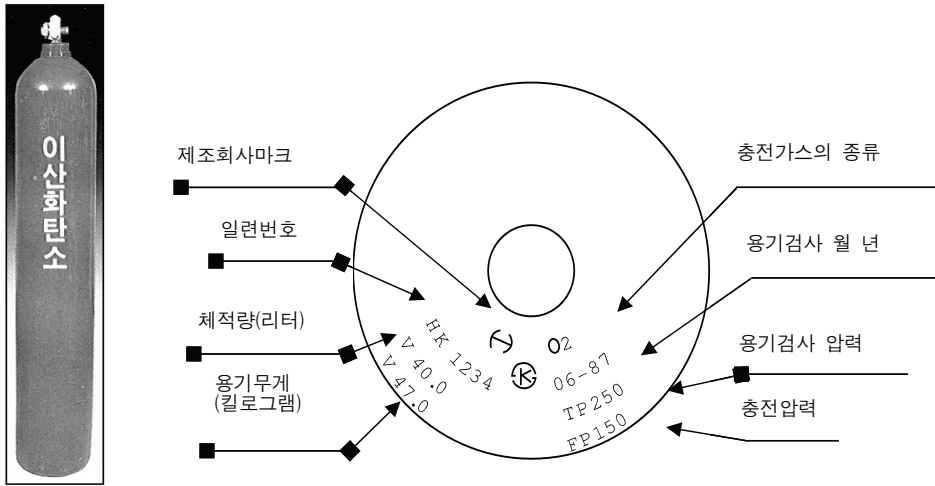 이산화탄소
제조회사마크
일련번호
체적량(리터)
용기무게
(킬로그램)
HK 1234
V 40.0
V 47.0
K
O2
06-87
TP250
FP150
충전가스의 종류
용기검사 월 년
용기검사 압력
충전압력